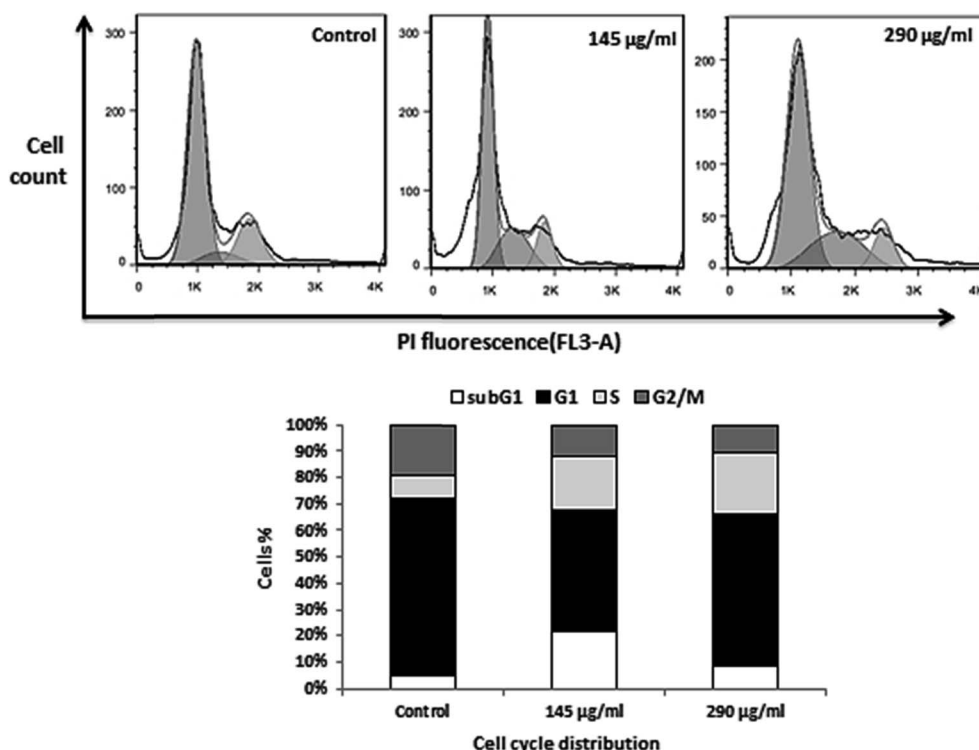 Control
145 µg/ml
290 µg/ml
300
200
100
0
300
200
100
0
200
150
100
50
0
Cell
count
0 1K 2K 3K 4K
0 1K 2K 3K 4K
0 1K 2K 3K 4K
PI fluorescence(FL3-A)
subG1 G1 S G2/M
100%
90%
80%
70%
60%
50%
40%
30%
20%
10%
0%
Cells%
Control 145 µg/ml 290 µg/ml
Cell cycle distribution